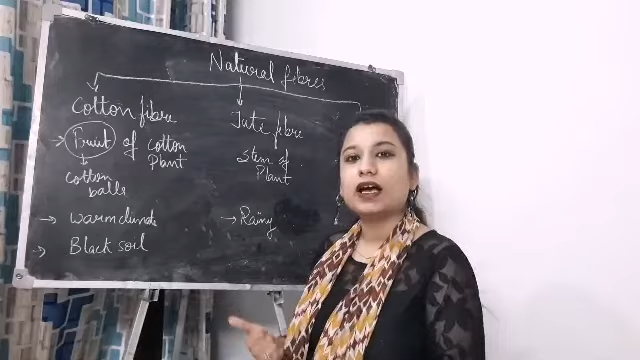 Natural fibres
Cotton fibre
→ Fruit of Cotton
Plant
Cotton
balls
→ warm climate
→ Black soil
Jute fibre
Stem of
Plant
→ Rainy